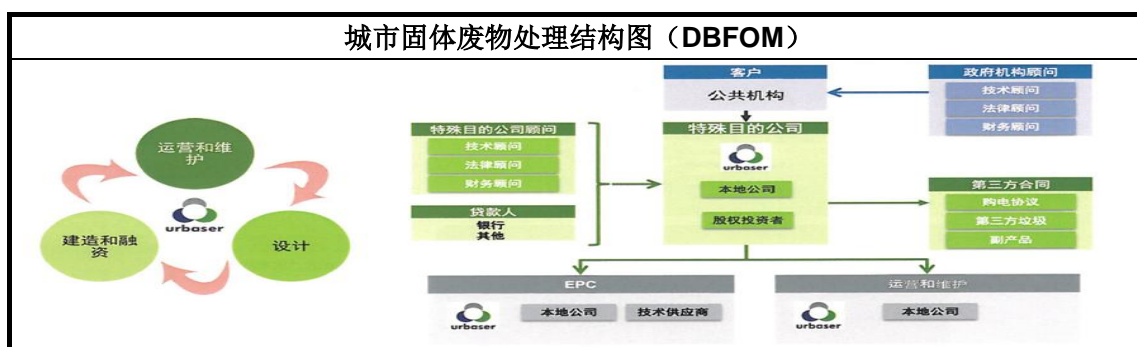 城市固体废物处理结构图（DBFOM）
运营和维
护
urbaser
建造和融
资
设计
客户
公共机构
政府机构顾问
技术顾问
法律顾问
财务顾问
特殊目的公司顾问
技术顾问
法律顾问
财务顾问
贷款人
银行
其他
特殊目的公司
urbaser
本地公司
股权投资者
第三方合同
购电协议
第三方垃圾
副产品
EPC
urbaser
本地公司
技术供应商
运营和维护
urbaser
本地公司